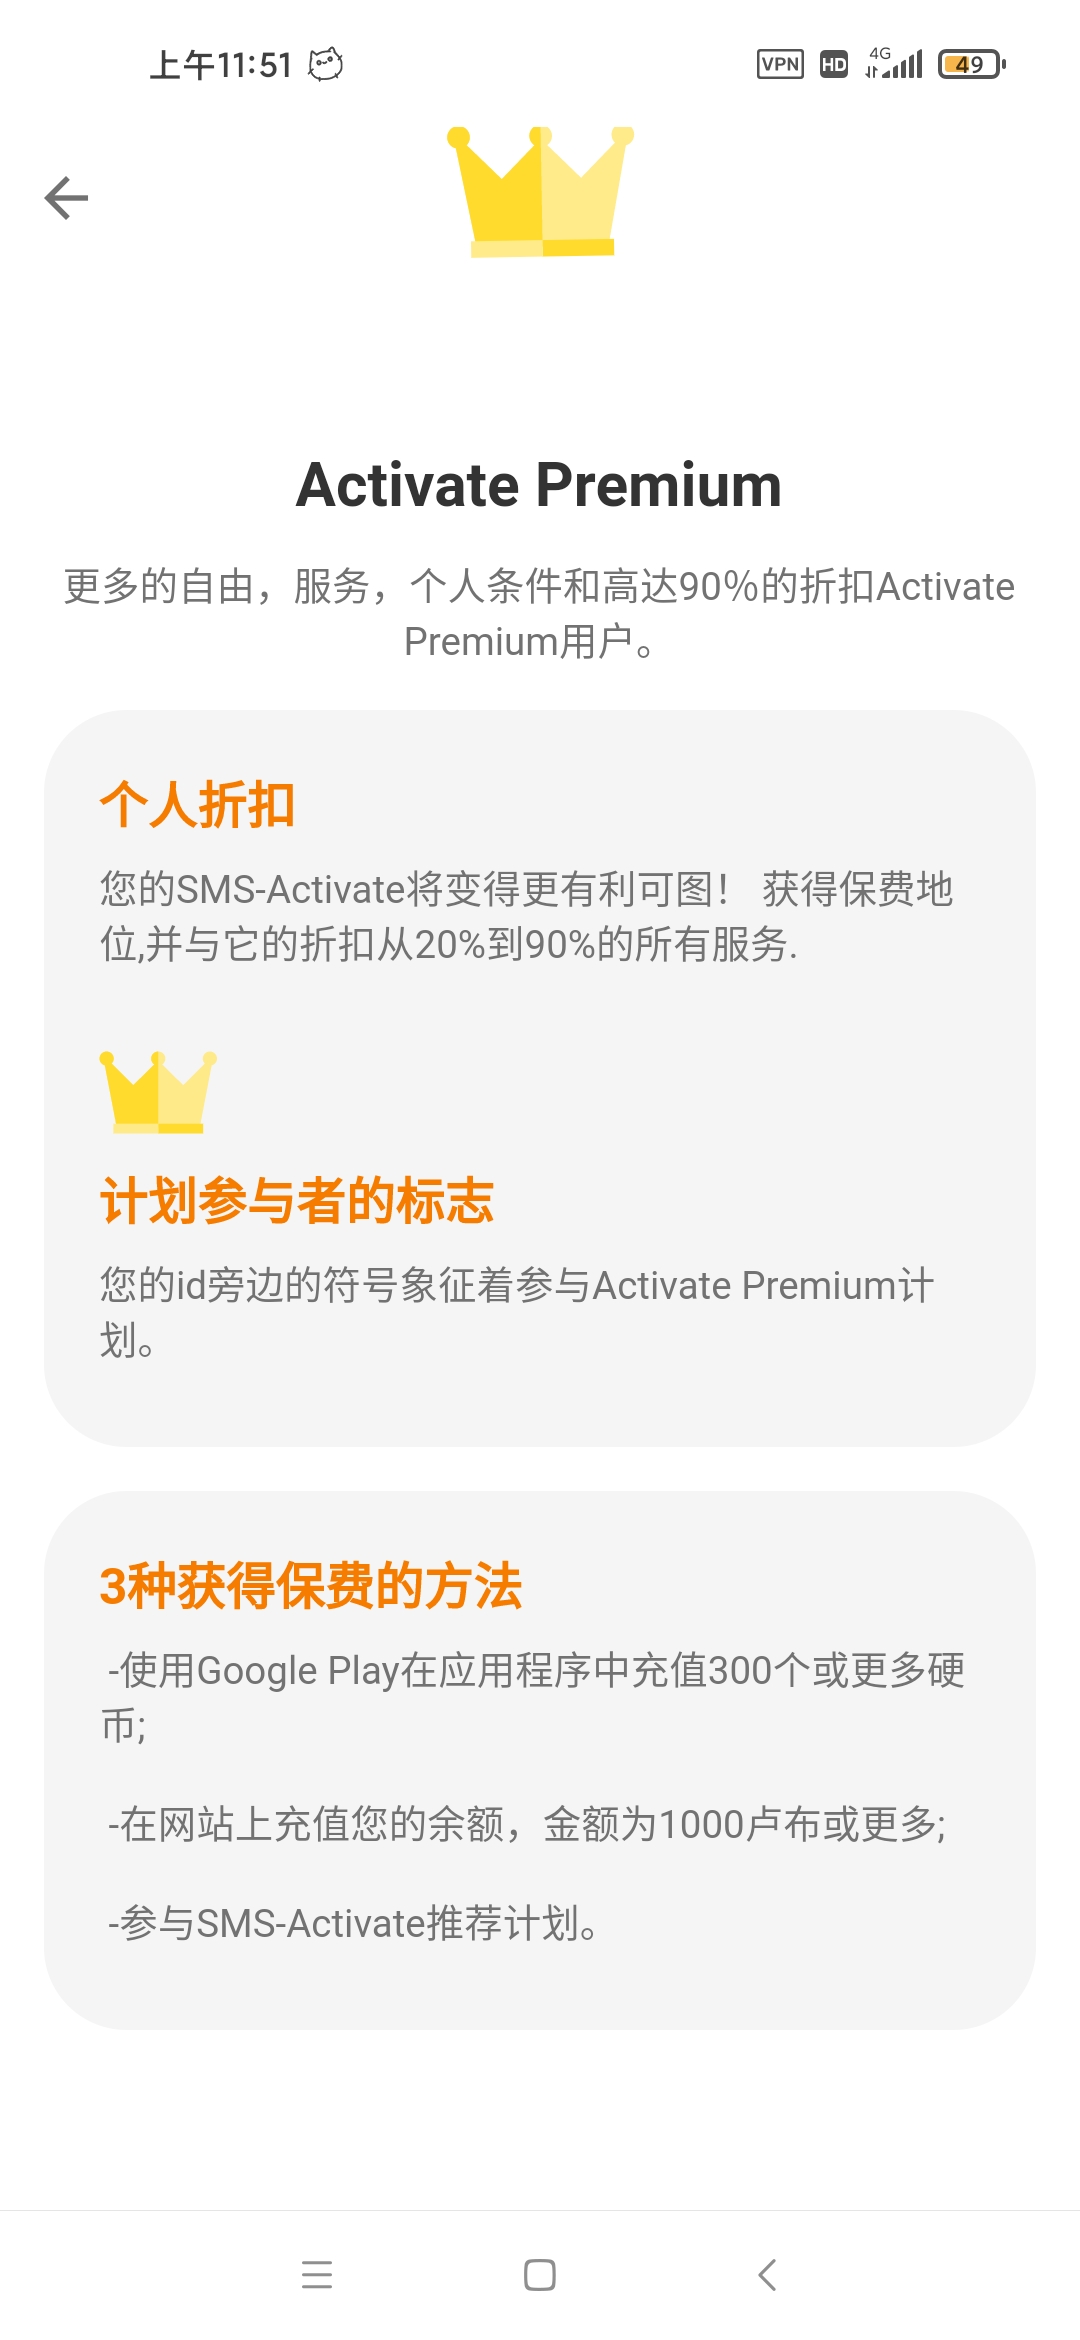 上午11:51
VPN HD 4G 49
Activate Premium
更多的自由，服务，个人条件和高达90%的折扣Activate
Premium用户。
个人折扣
您的SMS-Activate将变得更有利可图！ 获得保费地
位,并与它的折扣从20%到90%的所有服务.
计划参与者的标志
您的id旁边的符号象征着参与Activate Premium计
划。
3种获得保费的方法
-使用Google Play在应用程序中充值300个或更多硬
币;
-在网站上充值您的余额，金额为1000卢布或更多;
-参与SMS-Activate推荐计划。